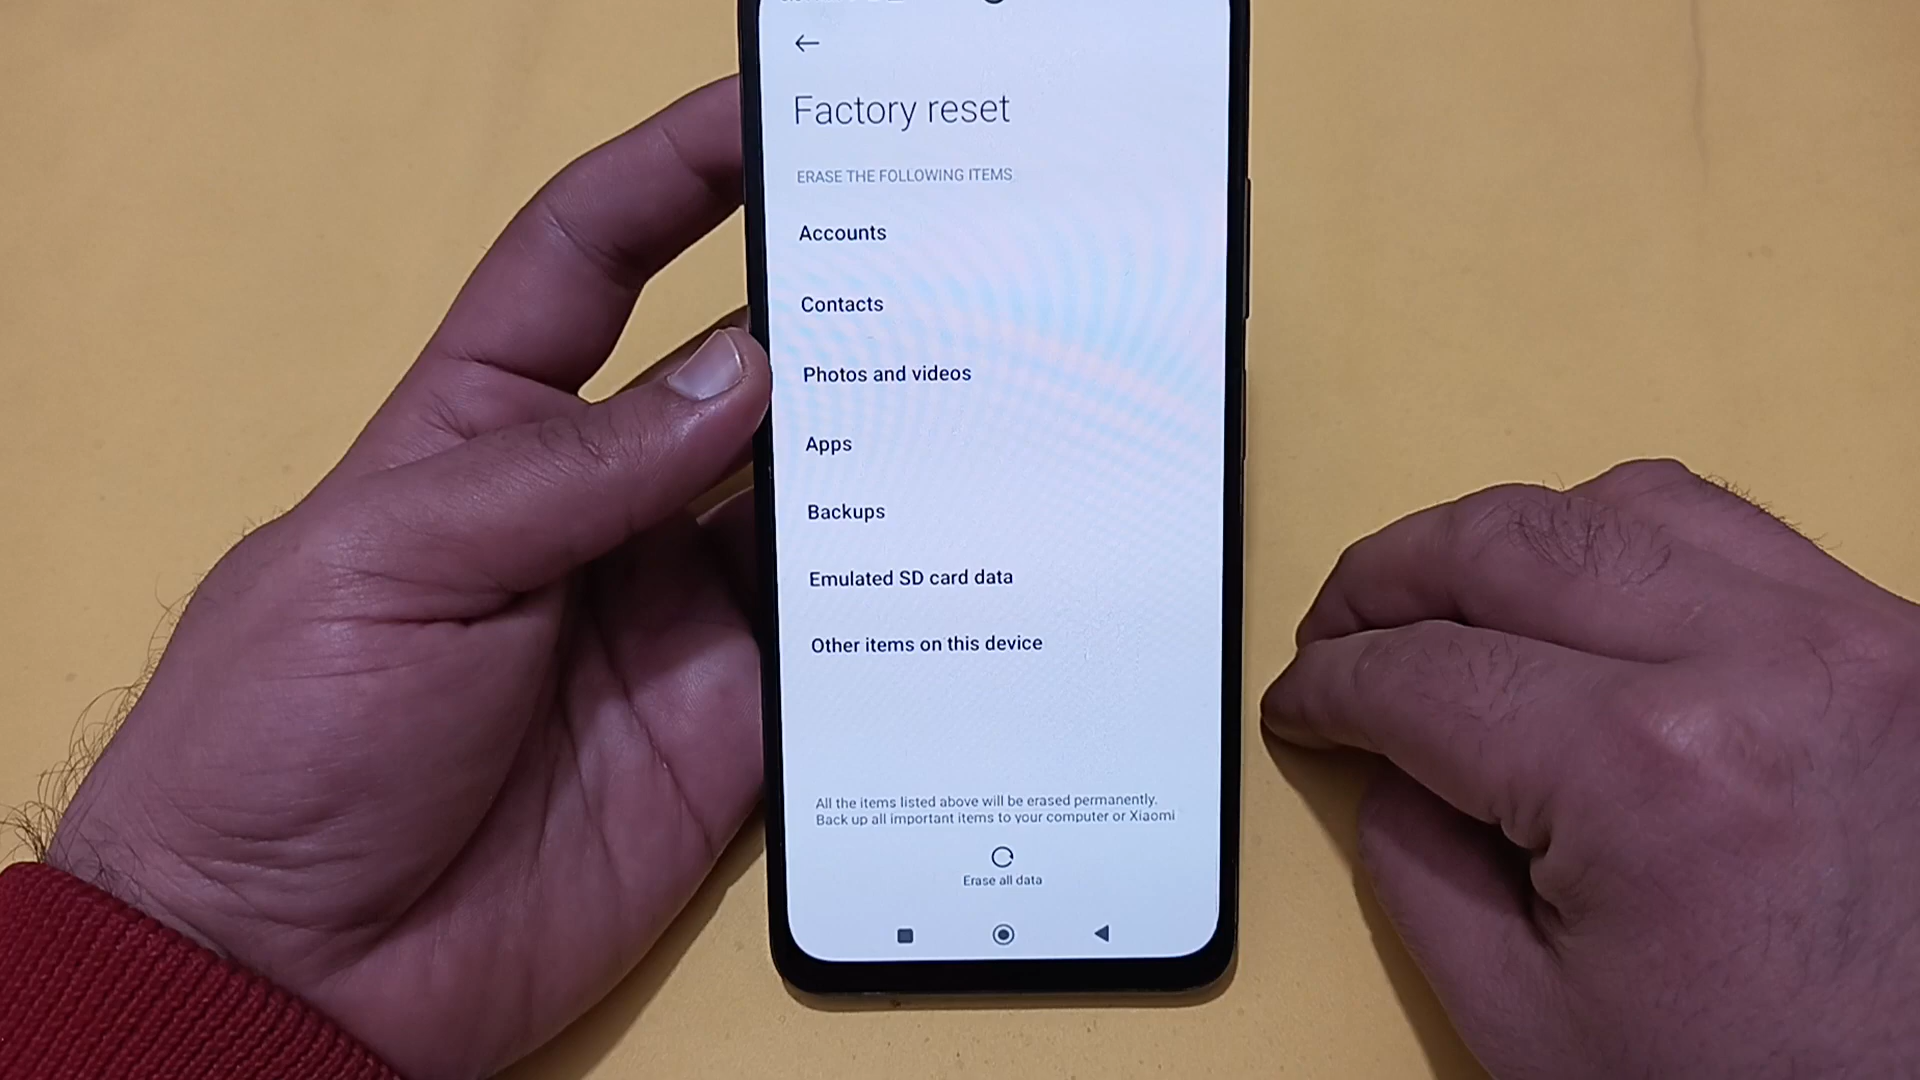 Factory reset
ERASE THE FOLLOWING ITEMS
Accounts
Contacts
Photos and videos
Apps
Backups
Emulated SD card data
Other items on this device
All the items listed above will be erased permanently.
Back up all important items to your computer or Xiaomi
Erase all data